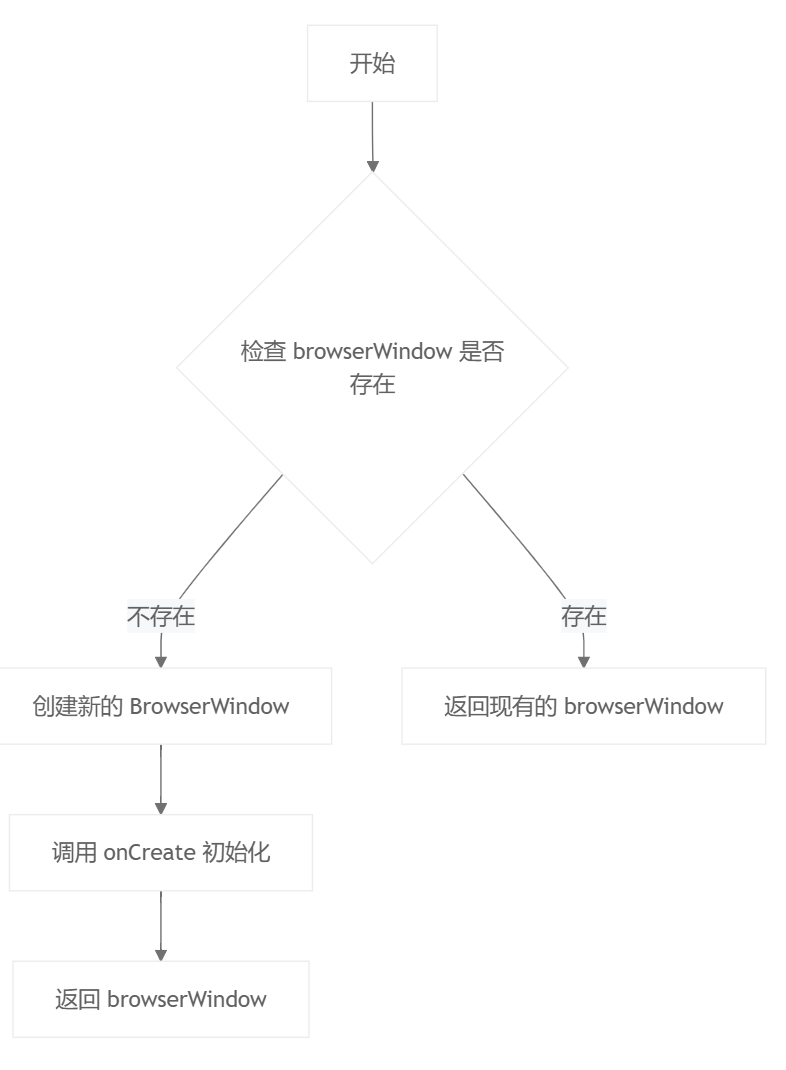 开始
检查 browserWindow 是否
存在
不存在
存在
创建新的 BrowserWindow
返回现有的 browserWindow
调用 onCreate 初始化
返回 browserWindow